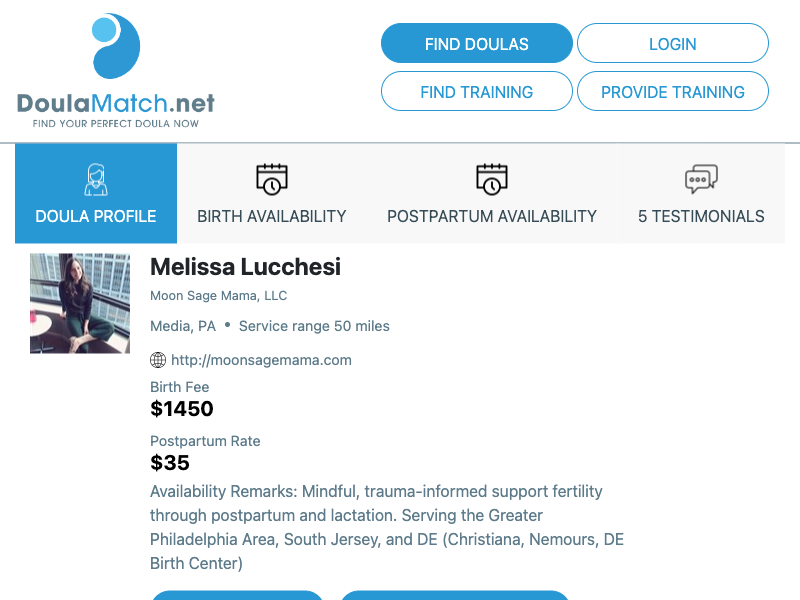 DoulaMatch.net
FIND YOUR PERFECT DOULA NOW
FIND DOULAS
LOGIN
FIND TRAINING
PROVIDE TRAINING
DOULA PROFILE
BIRTH AVAILABILITY
POSTPARTUM AVAILABILITY
5 TESTIMONIALS
Melissa Lucchesi
Moon Sage Mama, LLC
Media, PA • Service range 50 miles
http://moonsagemama.com
Birth Fee
$1450
Postpartum Rate
$35
Availability Remarks: Mindful, trauma-informed support fertility
through postpartum and lactation. Serving the Greater
Philadelphia Area, South Jersey, and DE (Christiana, Nemours, DE
Birth Center)